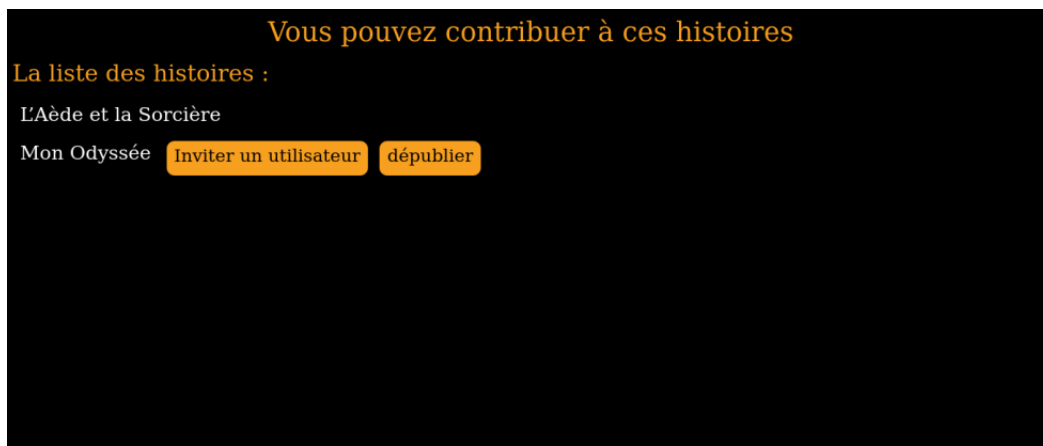 Vous pouvez contribuer à ces histoires
La liste des histoires :
L’Aède et la Sorcière
Mon Odyssée Inviter un utilisateur dépublier